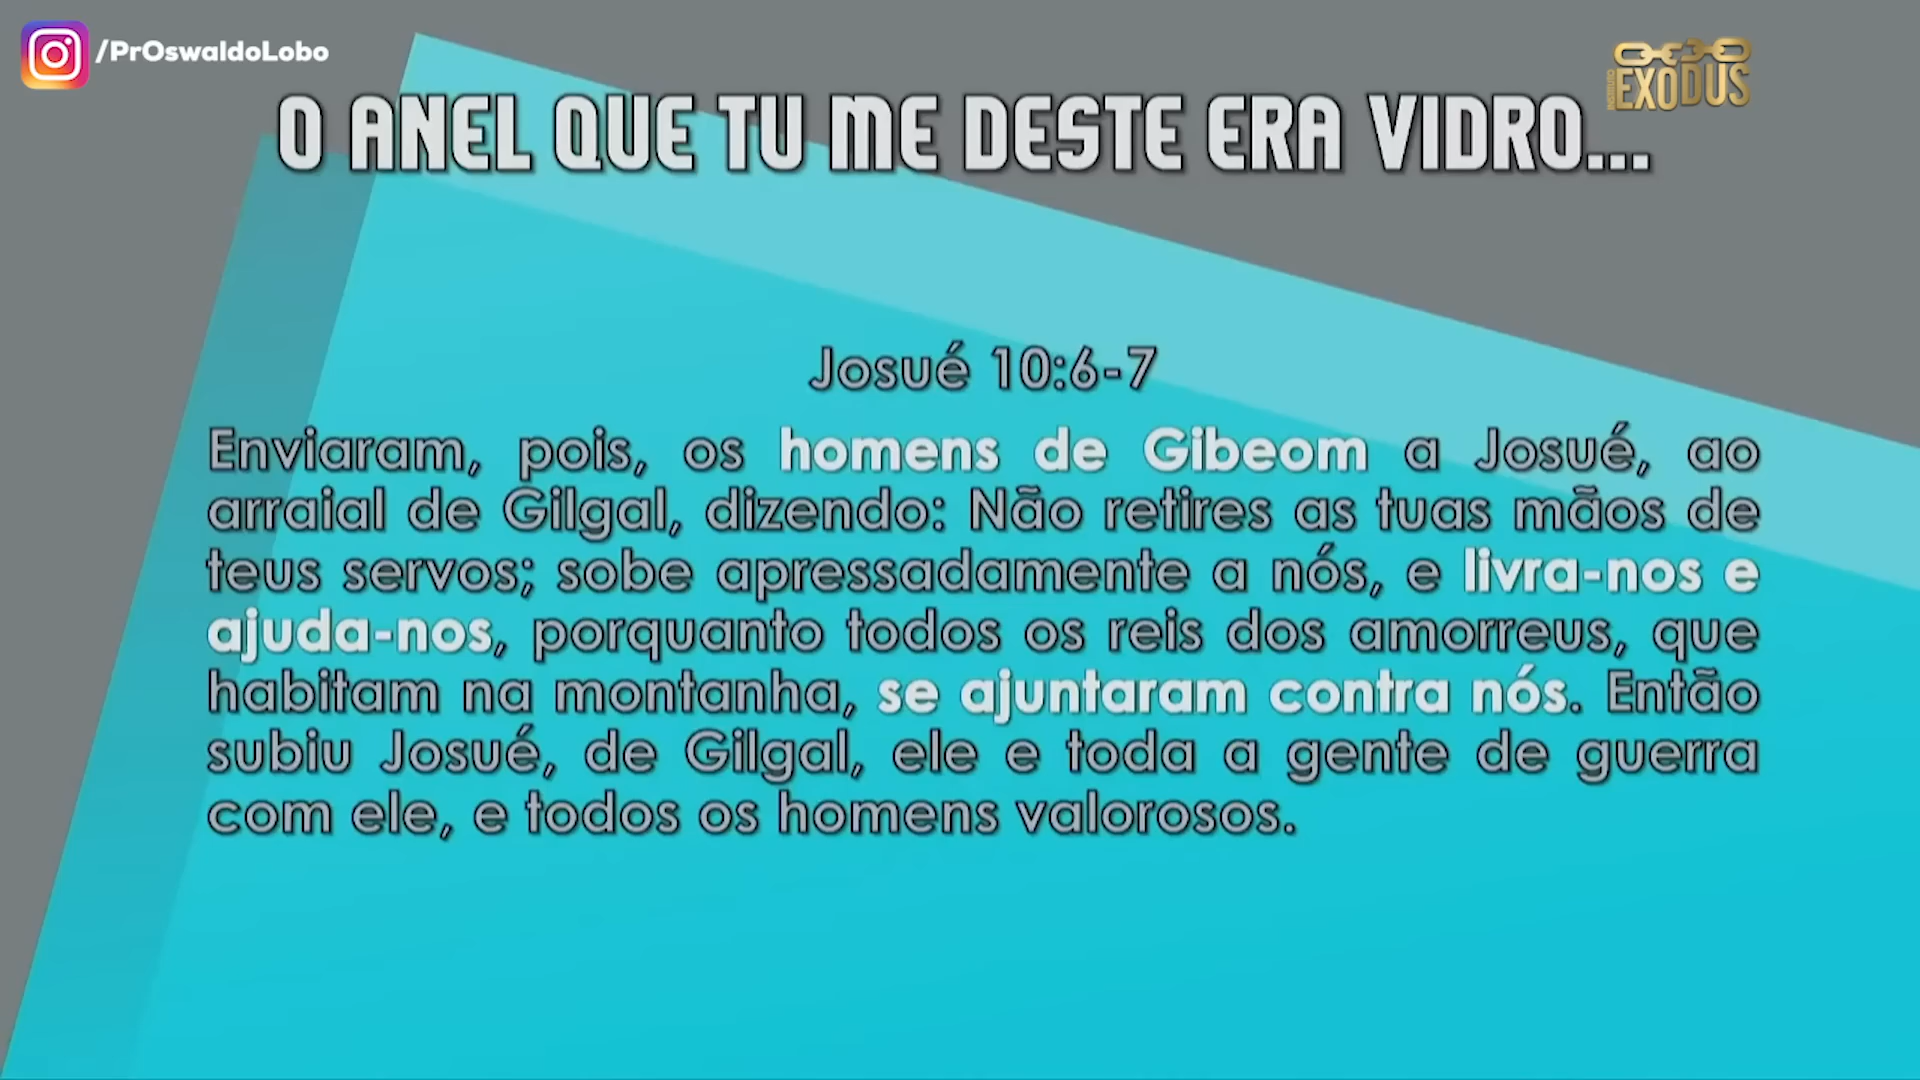 /PrOswaldoLobo
INSTITUTO EXODUS
O ANEL QUE TU ME DESTE ERA VIDRO...
Josué 10:6-7
Enviaram, pois, os homens de Gibeom a Josué, ao
arraial de Gilgal, dizendo: Não retires as tuas mãos de
teus servos; sobe apressadamente a nós, e livra-nos e
ajuda-nos, porquanto todos os reis dos amorreus, que
habitam na montanha, se ajuntaram contra nós. Então
subiu Josué, de Gilgal, ele e toda a gente de guerra
com ele, e todos os homens valorosos.